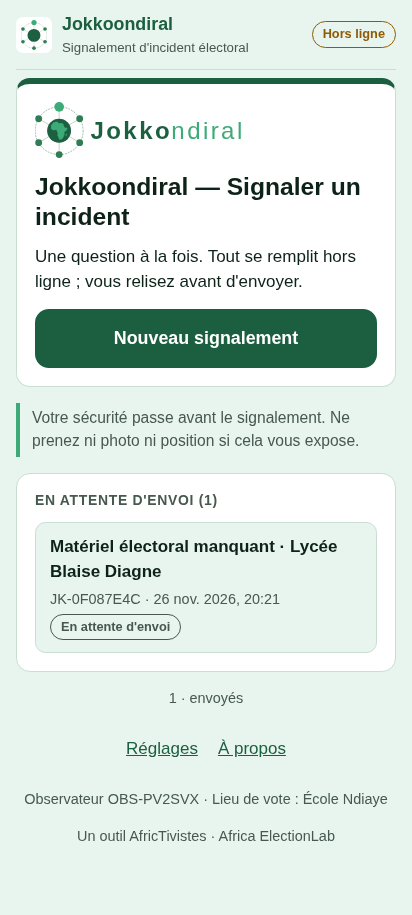 Jokkoondiral
Signalement d'incident électoral
Hors ligne
Jokkondiral
Jokkoondiral — Signaler un
incident
Une question à la fois. Tout se remplit hors
ligne ; vous relisez avant d'envoyer.
Nouveau signalement
Votre sécurité passe avant le signalement. Ne
prenez ni photo ni position si cela vous expose.
EN ATTENTE D'ENVOI (1)
Matériel électoral manquant · Lycée
Blaise Diagne
JK-0F087E4C · 26 nov. 2026, 20:21
En attente d'envoi
1 · envoyés
Réglages À propos
Observateur OBS-PV2SVX · Lieu de vote : École Ndiaye
Un outil AfricTivistes · Africa ElectionLab